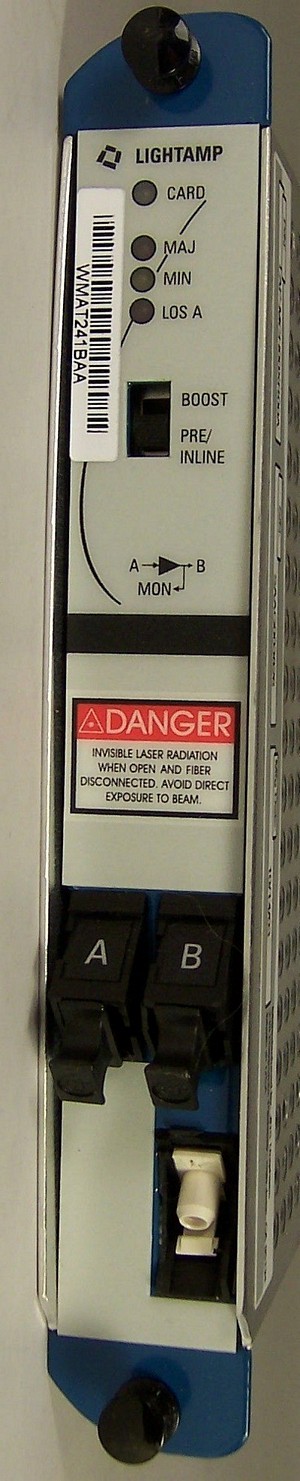 LIGHTAMP
CARD
MAJ
MIN
LOS A
WMAT241BAA
BOOST
PRE/
INLINE
A B
MON
DANGER
INVISIBLE LASER RADIATION
WHEN OPEN AND FIBER
DISCONNECTED. AVOID DIRECT
EXPOSURE TO BEAM.
A
B